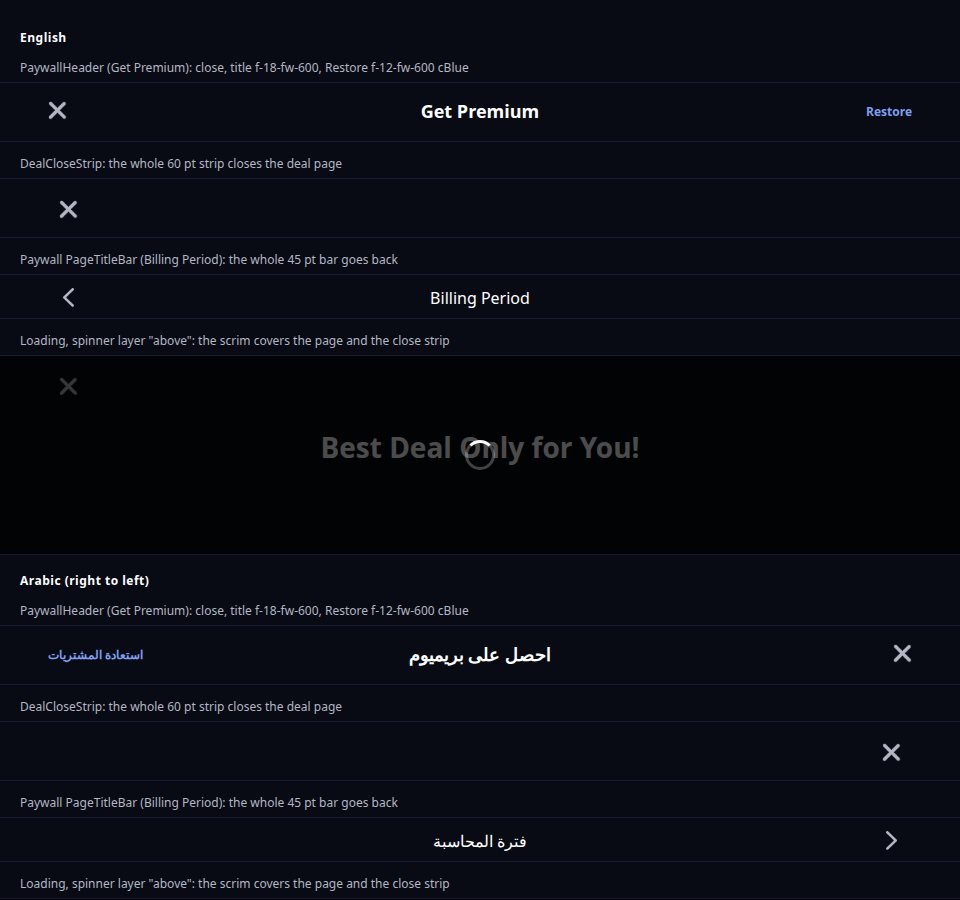 English
PaywallHeader (Get Premium): close, title f-18-fw-600, Restore f-12-fw-600 cBlue
Get Premium
Restore
DealCloseStrip: the whole 60 pt strip closes the deal page
Paywall PageTitleBar (Billing Period): the whole 45 pt bar goes back
Billing Period
Loading, spinner layer "above": the scrim covers the page and the close strip
Best Deal Only for You!
Arabic (right to left)
PaywallHeader (Get Premium): close, title f-18-fw-600, Restore f-12-fw-600 cBlue
احصل على بريميوم
استعادة المشتريات
DealCloseStrip: the whole 60 pt strip closes the deal page
Paywall PageTitleBar (Billing Period): the whole 45 pt bar goes back
فترة المحاسبة
Loading, spinner layer "above": the scrim covers the page and the close strip